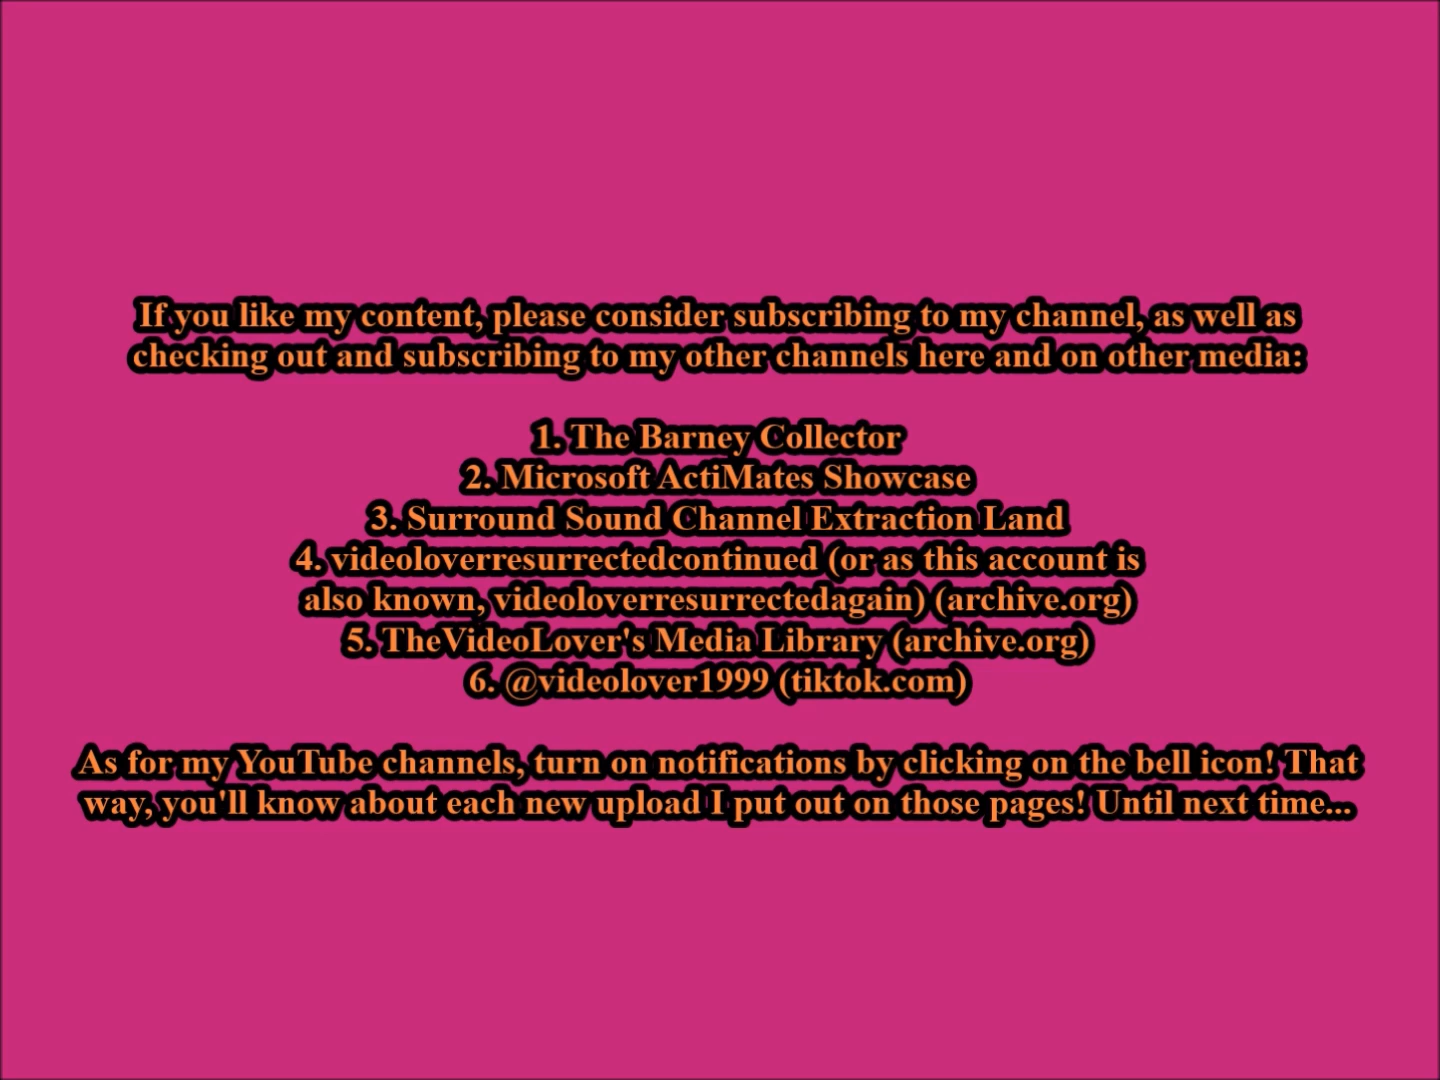 If you like my content, please consider subscribing to my channel, as well as
checking out and subscribing to my other channels here and on other media:
1. The Barney Collector
2. Microsoft ActiMates Showcase
3. Surround Sound Channel Extraction Land
4. videoloverresurrectedcontinued (or as this account is
also known, videoloverresurrectedagain) (archive.org)
5. TheVideoLover's Media Library (archive.org)
6. @videolover1999 (tiktok.com)
As for my YouTube channels, turn on notifications by clicking on the bell icon! That
way, you'll know about each new upload I put out on those pages! Until next time...